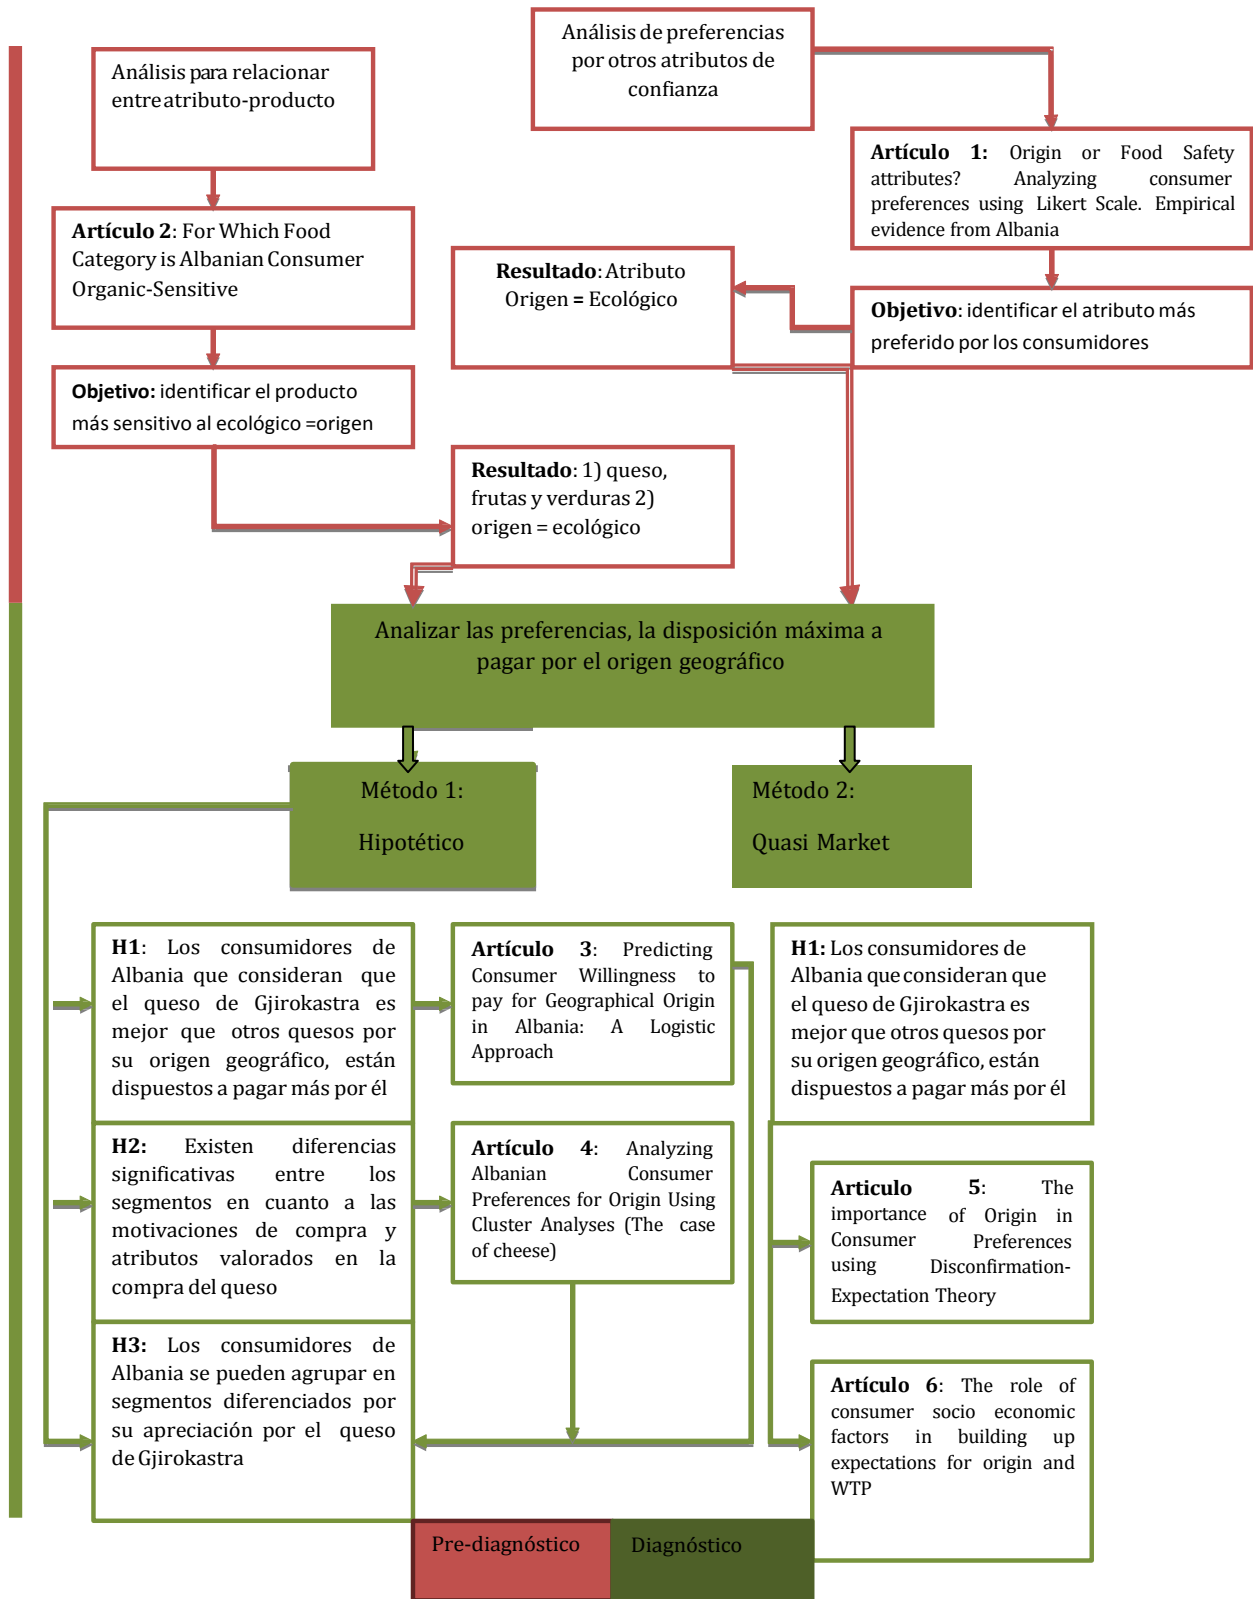 Análisis de preferencias
por otros atributos de
confianza
Análisis para relacionar
entre atributo-producto
Artículo 1: Origin or Food Safety
attributes? Analyzing consumer
preferences using Likert Scale. Empirical
evidence from Albania
Artículo 2: For Which Food
Category is Albanian Consumer
Organic-Sensitive
Resultado: Atributo
Origen = Ecológico
Objetivo: identificar el atributo más
preferido por los consumidores
Objetivo: identificar el producto
más sensitivo al ecológico =origen
Resultado: 1) queso,
frutas y verduras 2)
origen = ecológico
Analizar las preferencias, la disposición máxima a
pagar por el origen geográfico
Método 1:
Hipotético
Método 2:
Quasi Market
H1: Los consumidores de
Albania que consideran que
el queso de Gjirokastra es
mejor que otros quesos por
su origen geográfico, están
dispuestos a pagar más por él
Artículo 3: Predicting
Consumer Willingness to
pay for Geographical Origin
in Albania: A Logistic
Approach
H1: Los consumidores de
Albania que consideran que
el queso de Gjirokastra es
mejor que otros quesos por
su origen geográfico, están
dispuestos a pagar más por él
H2: Existen diferencias
significativas entre los
segmentos en cuanto a las
motivaciones de compra y
atributos valorados en la
compra del queso
Artículo 4: Analyzing
Albanian Consumer
Preferences for Origin Using
Cluster Analyses (The case
of cheese)
Articulo 5: The
importance of Origin in
Consumer Preferences
using Disconfirmation-
Expectation Theory
H3: Los consumidores de
Albania se pueden agrupar en
segmentos diferenciados por
su apreciación por el queso
de Gjirokastra
Artículo 6: The role of
consumer socio economic
factors in building up
expectations for origin and
WTP
Pre-diagnóstico
Diagnóstico